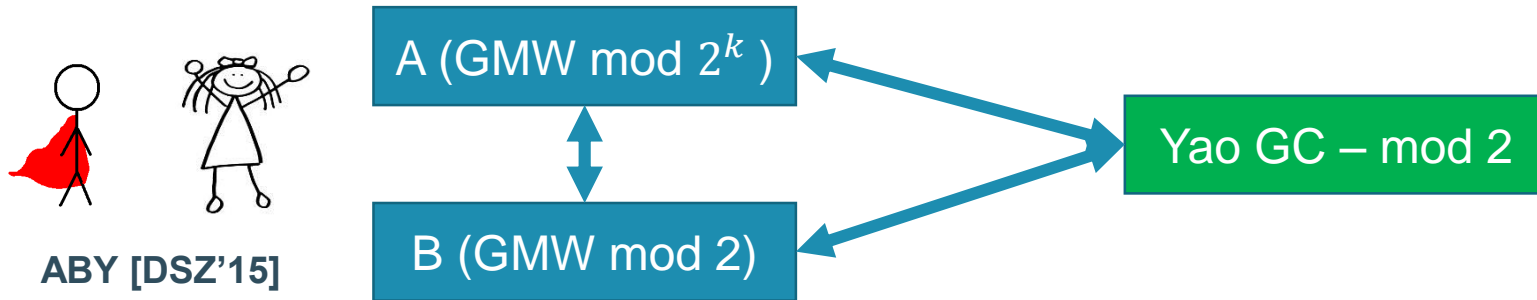 A (GMW mod 2^k )
Yao GC – mod 2
B (GMW mod 2)
ABY [DSZ’15]